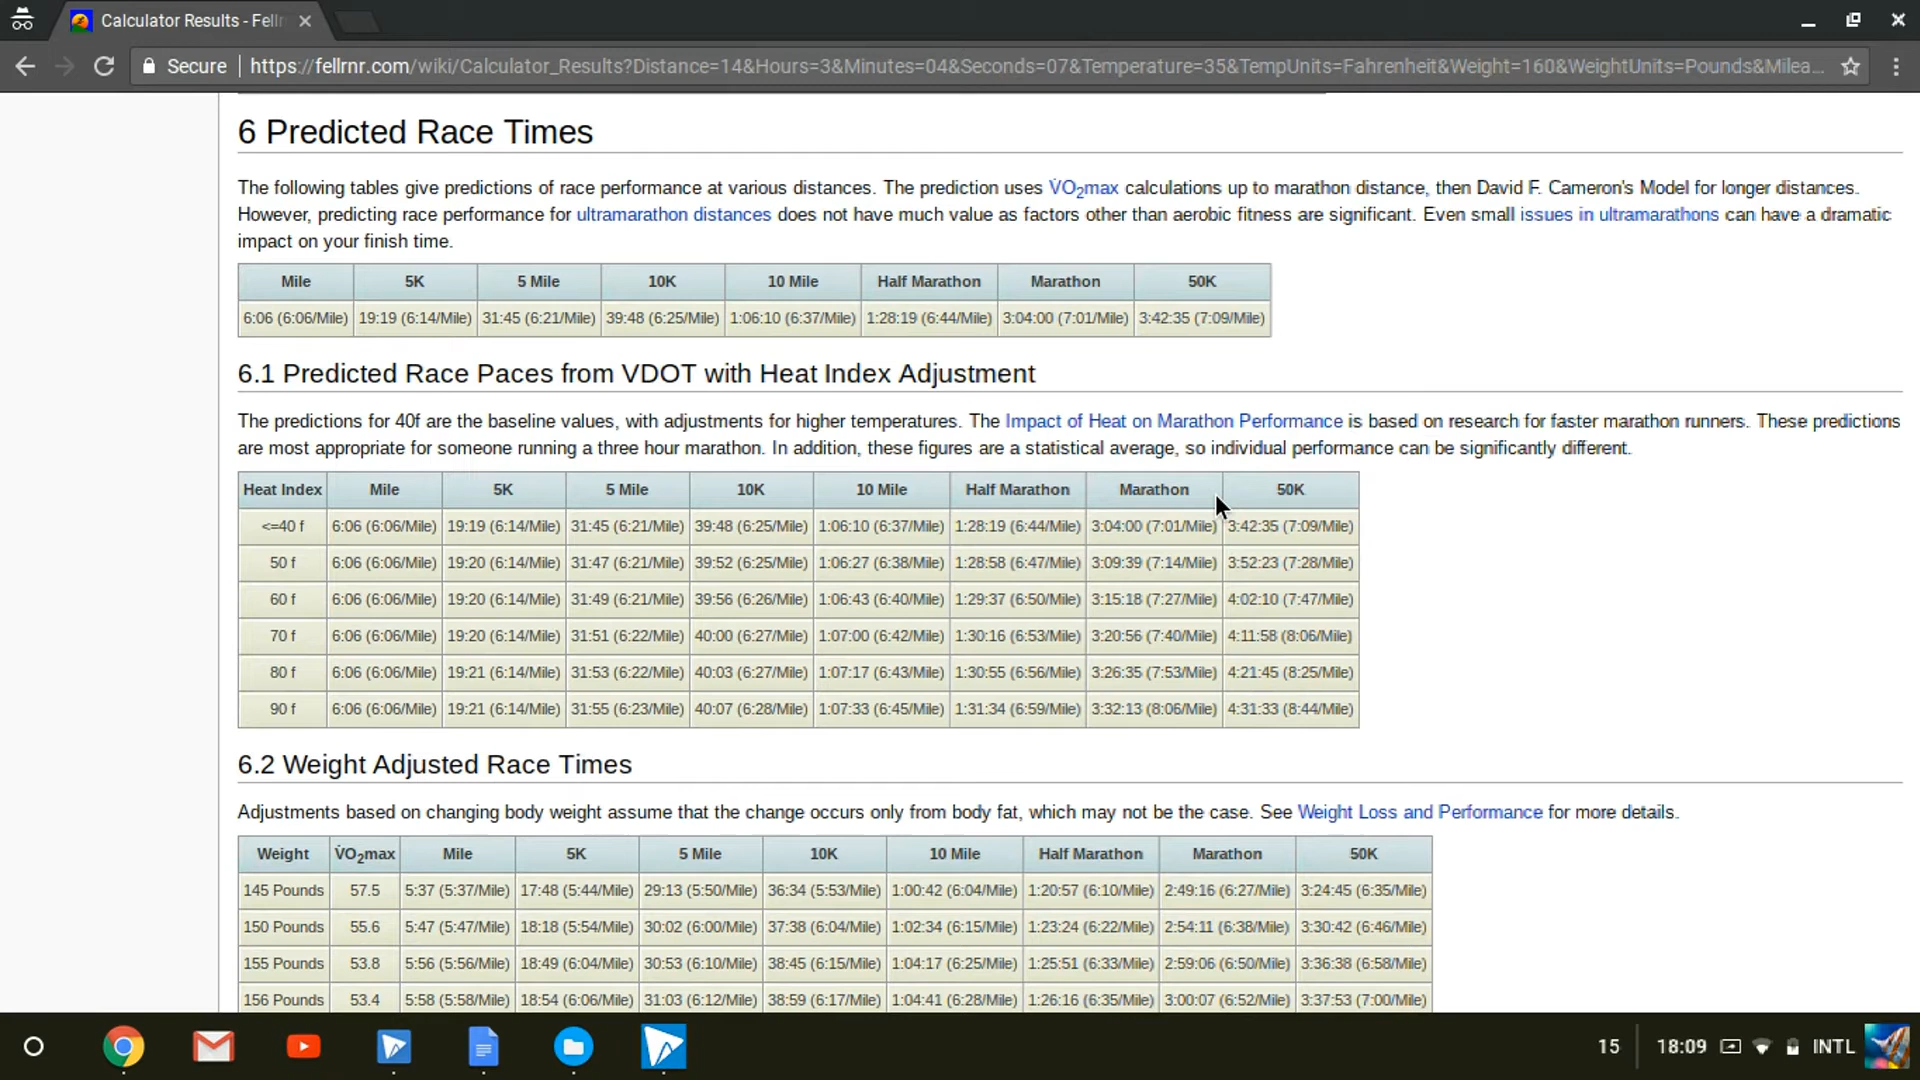 Calculator Results - Fellr
Secure | https://fellrnr.com/wiki/Calculator_Results?Distance=14&Hours=3&Minutes=04&Seconds=07&Temperature=35&TempUnits=Fahrenheit&Weight=160&WeightUnits=Pounds&Milea...
6 Predicted Race Times
The following tables give predictions of race performance at various distances. The prediction uses V̇O2max calculations up to marathon distance, then David F. Cameron's Model for longer distances.
However, predicting race performance for ultramarathon distances does not have much value as factors other than aerobic fitness are significant. Even small issues in ultramarathons can have a dramatic
impact on your finish time.
Mile 5K 5 Mile 10K 10 Mile Half Marathon Marathon 50K
6:06 (6:06/Mile) 19:19 (6:14/Mile) 31:45 (6:21/Mile) 39:48 (6:25/Mile) 1:06:10 (6:37/Mile) 1:28:19 (6:44/Mile) 3:04:00 (7:01/Mile) 3:42:35 (7:09/Mile)
6.1 Predicted Race Paces from VDOT with Heat Index Adjustment
The predictions for 40f are the baseline values, with adjustments for higher temperatures. The Impact of Heat on Marathon Performance is based on research for faster marathon runners. These predictions
are most appropriate for someone running a three hour marathon. In addition, these figures are a statistical average, so individual performance can be significantly different.
Heat Index Mile 5K 5 Mile 10K 10 Mile Half Marathon Marathon 50K
<=40 f 6:06 (6:06/Mile) 19:19 (6:14/Mile) 31:45 (6:21/Mile) 39:48 (6:25/Mile) 1:06:10 (6:37/Mile) 1:28:19 (6:44/Mile) 3:04:00 (7:01/Mile) 3:42:35 (7:09/Mile)
50 f 6:06 (6:06/Mile) 19:20 (6:14/Mile) 31:47 (6:21/Mile) 39:52 (6:25/Mile) 1:06:27 (6:38/Mile) 1:28:58 (6:47/Mile) 3:09:39 (7:14/Mile) 3:52:23 (7:28/Mile)
60 f 6:06 (6:06/Mile) 19:20 (6:14/Mile) 31:49 (6:21/Mile) 39:56 (6:26/Mile) 1:06:43 (6:40/Mile) 1:29:37 (6:50/Mile) 3:15:18 (7:27/Mile) 4:02:10 (7:47/Mile)
70 f 6:06 (6:06/Mile) 19:20 (6:14/Mile) 31:51 (6:22/Mile) 40:00 (6:27/Mile) 1:07:00 (6:42/Mile) 1:30:16 (6:53/Mile) 3:20:56 (7:40/Mile) 4:11:58 (8:06/Mile)
80 f 6:06 (6:06/Mile) 19:21 (6:14/Mile) 31:53 (6:22/Mile) 40:03 (6:27/Mile) 1:07:17 (6:43/Mile) 1:30:55 (6:56/Mile) 3:26:35 (7:53/Mile) 4:21:45 (8:25/Mile)
90 f 6:06 (6:06/Mile) 19:21 (6:14/Mile) 31:55 (6:23/Mile) 40:07 (6:28/Mile) 1:07:33 (6:45/Mile) 1:31:34 (6:59/Mile) 3:32:13 (8:06/Mile) 4:31:33 (8:44/Mile)
6.2 Weight Adjusted Race Times
Adjustments based on changing body weight assume that the change occurs only from body fat, which may not be the case. See Weight Loss and Performance for more details.
Weight V̇O2max Mile 5K 5 Mile 10K 10 Mile Half Marathon Marathon 50K
145 Pounds 57.5 5:37 (5:37/Mile) 17:48 (5:44/Mile) 29:13 (5:50/Mile) 36:34 (5:53/Mile) 1:00:42 (6:04/Mile) 1:20:57 (6:10/Mile) 2:49:16 (6:27/Mile) 3:24:45 (6:35/Mile)
150 Pounds 55.6 5:47 (5:47/Mile) 18:18 (5:54/Mile) 30:02 (6:00/Mile) 37:38 (6:04/Mile) 1:02:34 (6:15/Mile) 1:23:24 (6:22/Mile) 2:54:11 (6:38/Mile) 3:30:42 (6:46/Mile)
155 Pounds 53.8 5:56 (5:56/Mile) 18:49 (6:04/Mile) 30:53 (6:10/Mile) 38:45 (6:15/Mile) 1:04:17 (6:25/Mile) 1:25:51 (6:33/Mile) 2:59:06 (6:50/Mile) 3:36:38 (6:58/Mile)
156 Pounds 53.4 5:58 (5:58/Mile) 18:54 (6:06/Mile) 31:03 (6:12/Mile) 38:59 (6:17/Mile) 1:04:41 (6:28/Mile) 1:26:16 (6:35/Mile) 3:00:07 (6:52/Mile) 3:37:53 (7:00/Mile)
15 18:09 INTL